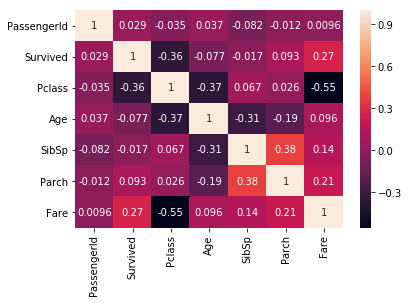 PassengerId 1 0.029 -0.035 0.037 -0.082 -0.012 0.0096
Survived 0.029 1 -0.36 -0.077 -0.017 0.093 0.27
Pclass -0.035 -0.36 1 -0.37 0.067 0.026 -0.55
Age 0.037 -0.077 -0.37 1 -0.31 -0.19 0.096
SibSp -0.082 -0.017 0.067 -0.31 1 0.38 0.14
Parch -0.012 0.093 0.026 -0.19 0.38 1 0.21
Fare 0.0096 0.27 -0.55 0.096 0.14 0.21 1
PassengerId
Survived
Pclass
Age
SibSp
Parch
Fare
0.9
0.6
0.3
0.0
−0.3